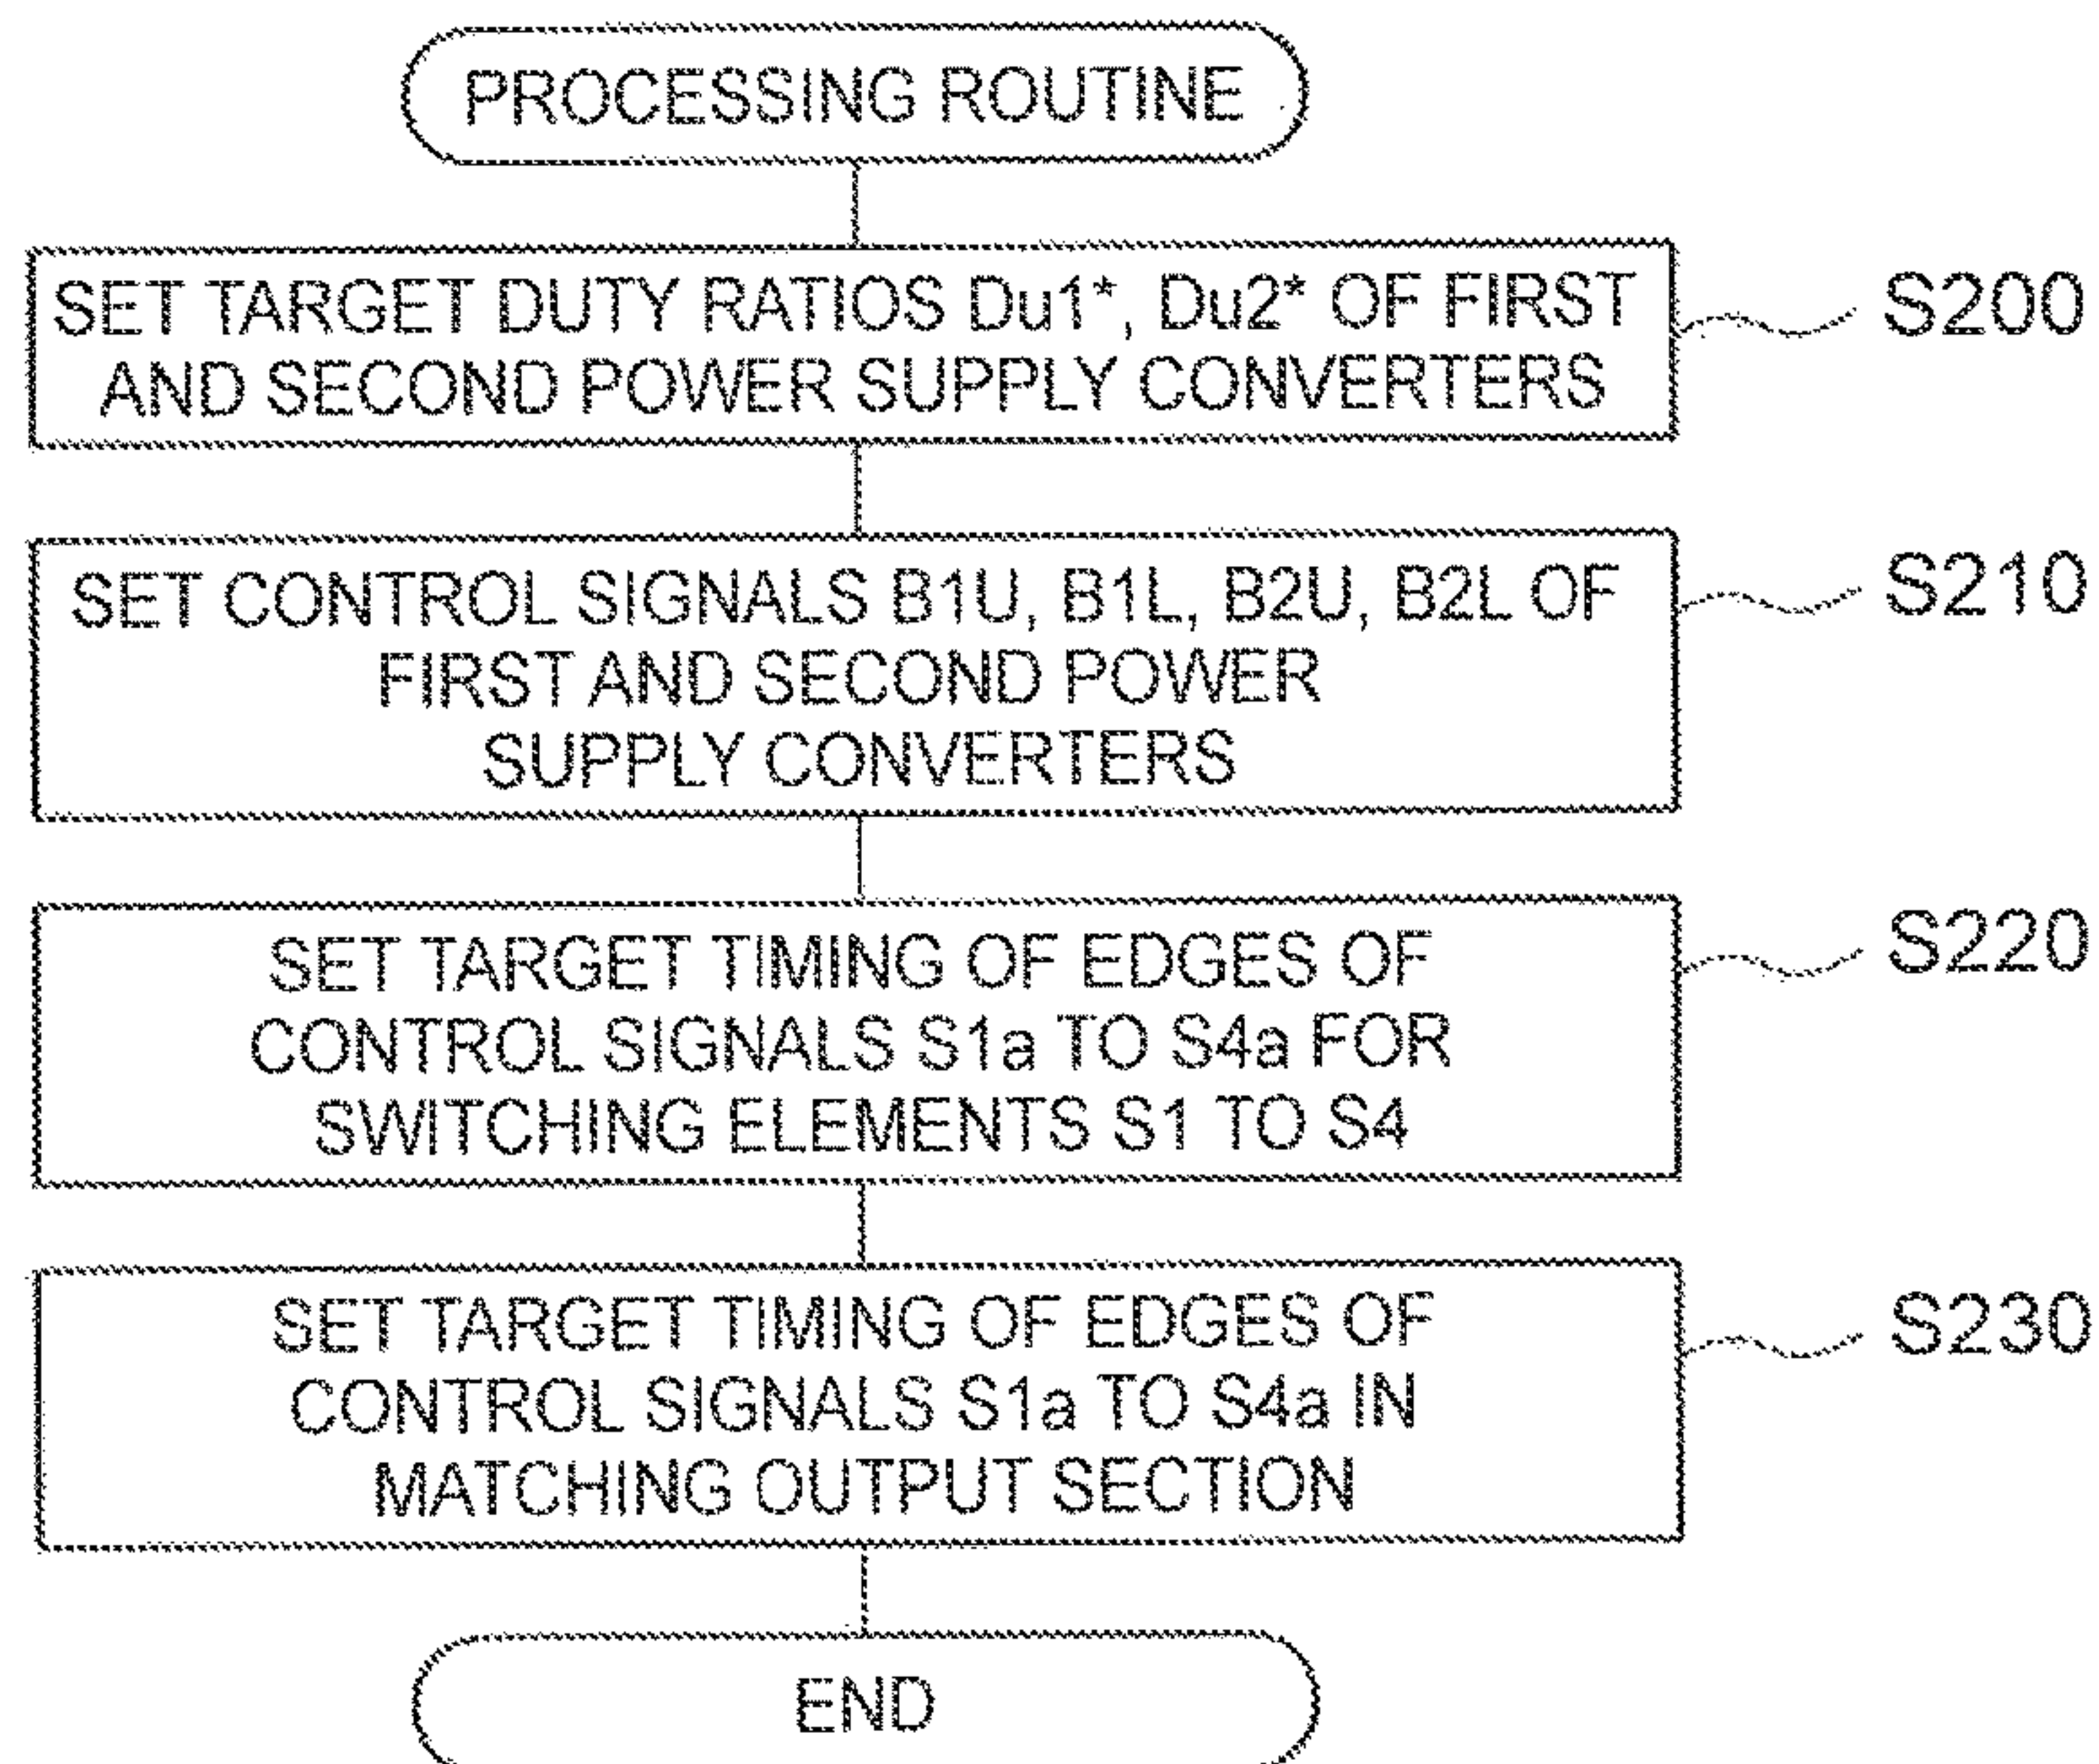 PROCESSING ROUTINE
SET TARGET DUTY RATIOS Du1*, Du2* OF FIRST
AND SECOND POWER SUPPLY CONVERTERS
S200
SET CONTROL SIGNALS B1U, B1L, B2U, B2L OF
FIRST AND SECOND POWER
SUPPLY CONVERTERS
S210
SET TARGET TIMING OF EDGES OF
CONTROL SIGNALS S1a TO S4a FOR
SWITCHING ELEMENTS S1 TO S4
S220
SET TARGET TIMING OF EDGES OF
CONTROL SIGNALS S1a TO S4a IN
MATCHING OUTPUT SECTION
S230
END